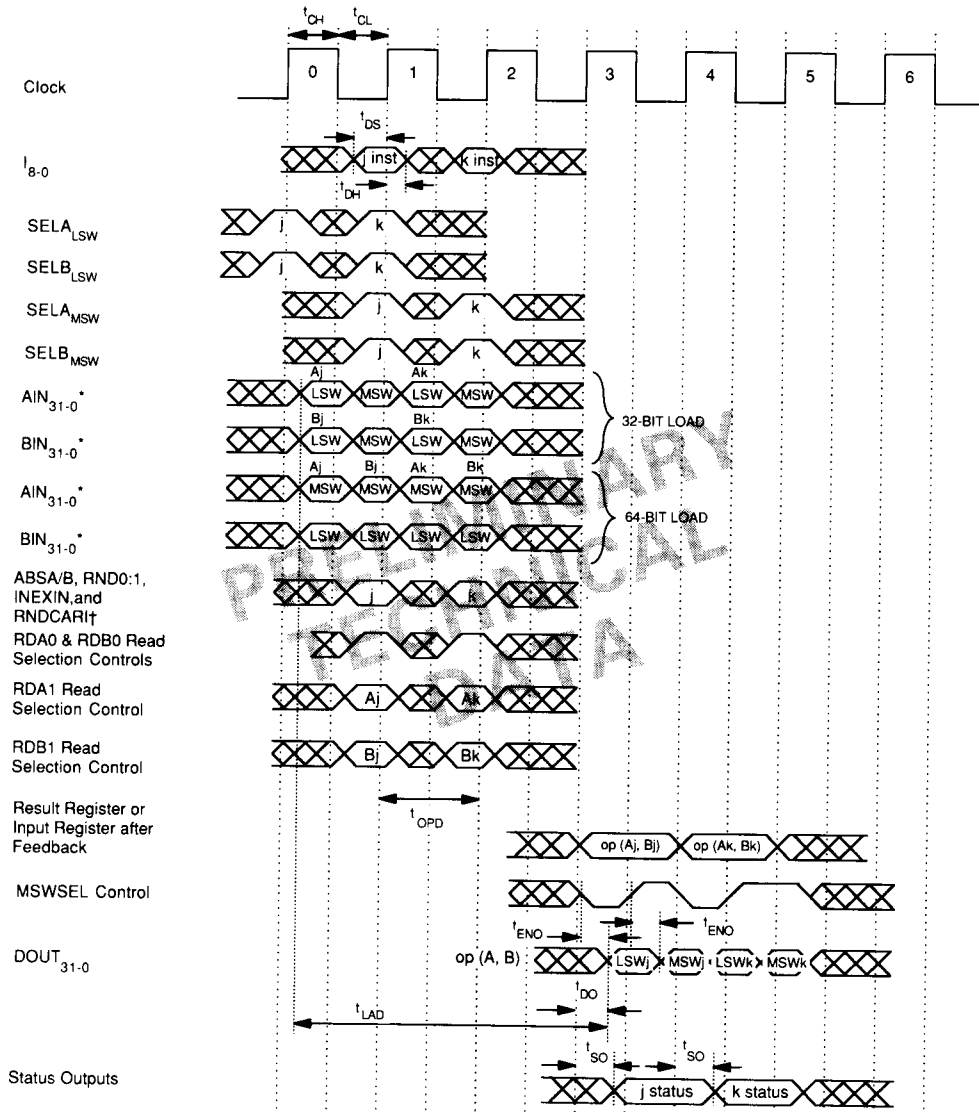 tCH tCL
Clock 0 1 2 3 4 5 6
tDS
I8-0 j inst k inst
tDH
SELALSW j k
SELBLSW j k
SELAMSW j k
SELBMSW j k
Aj Ak
AIN31-0* LSW MSW LSW MSW
32-BIT LOAD
Bj Bk
BIN31-0* LSW MSW LSW MSW
Aj Bj Ak Bk
AIN31-0* MSW MSW MSW MSW
64-BIT LOAD
BIN31-0* LSW LSW LSW LSW
ABSA/B, RND0:1,
INEXIN,and
RNDCARI†
j k
RDA0 & RDB0 Read
Selection Controls
RDA1 Read
Selection Control
Aj Ak
RDB1 Read
Selection Control
Bj Bk
tOPD
Result Register or
Input Register after
Feedback
op (Aj, Bj) op (Ak, Bk)
MSWSEL Control
tENO tENO
DOUT31-0 op (A, B) LSWj MSWj LSWk MSWk
tDO
tLAD
tSO tSO
Status Outputs j status k status
PRELIMINARY
TECHNICAL
DATA